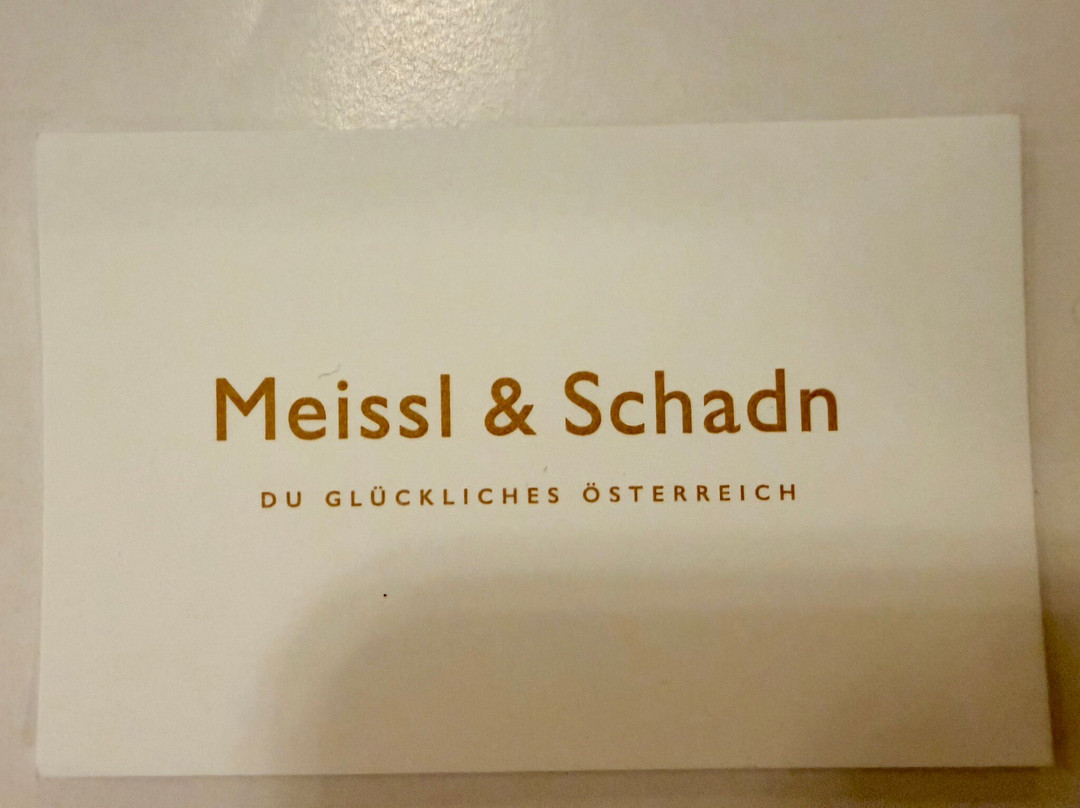 Meissl & Schadn
DU GLÜCKLICHES ÖSTERREICH